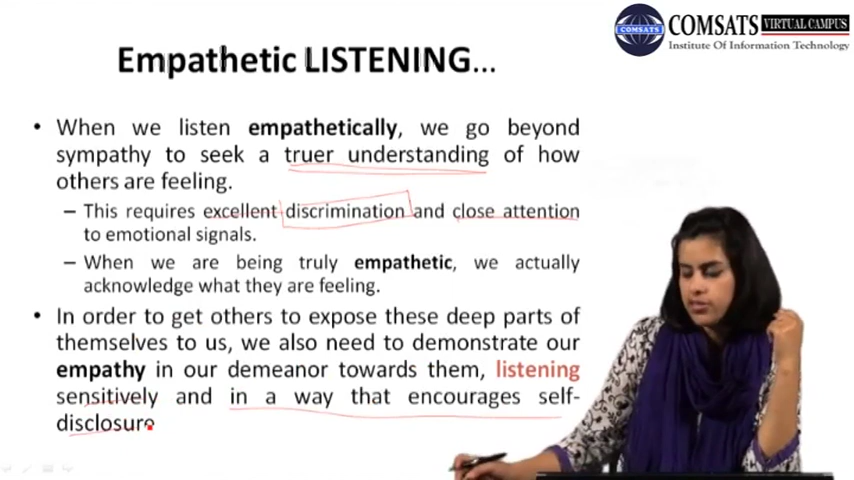 COMSATS
COMSATS VIRTUAL CAMPUS
Institute Of Information Technology
Empathetic LISTENING...
• When we listen empathetically, we go beyond
sympathy to seek a truer understanding of how
others are feeling.
– This requires excellent discrimination and close attention
to emotional signals.
– When we are being truly empathetic, we actually
acknowledge what they are feeling.
• In order to get others to expose these deep parts of
themselves to us, we also need to demonstrate our
empathy in our demeanor towards them, listening
sensitively and in a way that encourages self-
disclosure